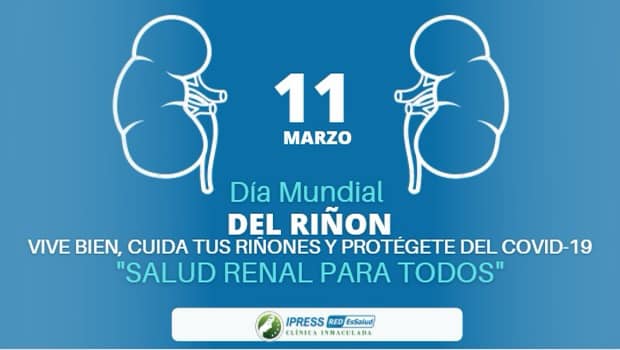 11
MARZO
Día Mundial
DEL RIÑON
VIVE BIEN, CUIDA TUS RIÑONES Y PROTÉGETE DEL COVID-19
"SALUD RENAL PARA TODOS"
IPRESS RED EsSalud
CLÍNICA INMACULADA